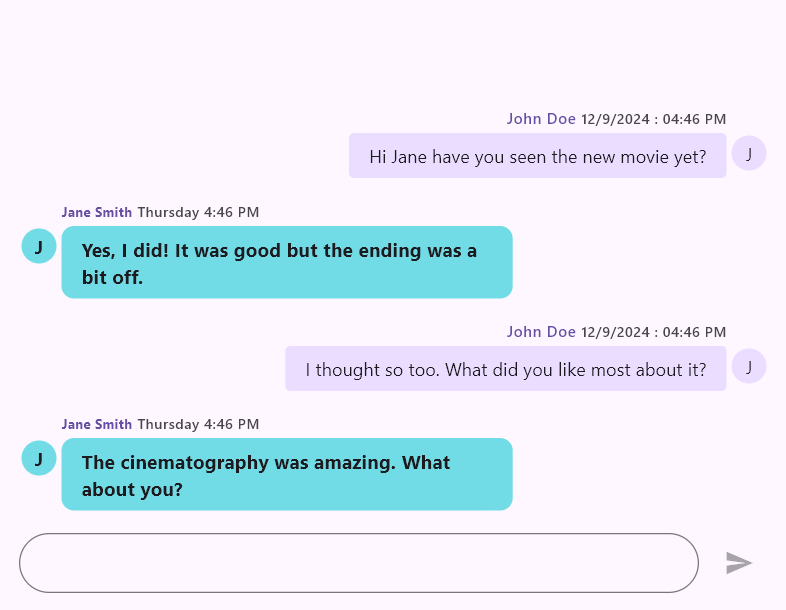 John Doe 12/9/2024 : 04:46 PM
Hi Jane have you seen the new movie yet?
J
Jane Smith Thursday 4:46 PM
J
Yes, I did! It was good but the ending was a
bit off.
John Doe 12/9/2024 : 04:46 PM
I thought so too. What did you like most about it?
J
Jane Smith Thursday 4:46 PM
J
The cinematography was amazing. What
about you?